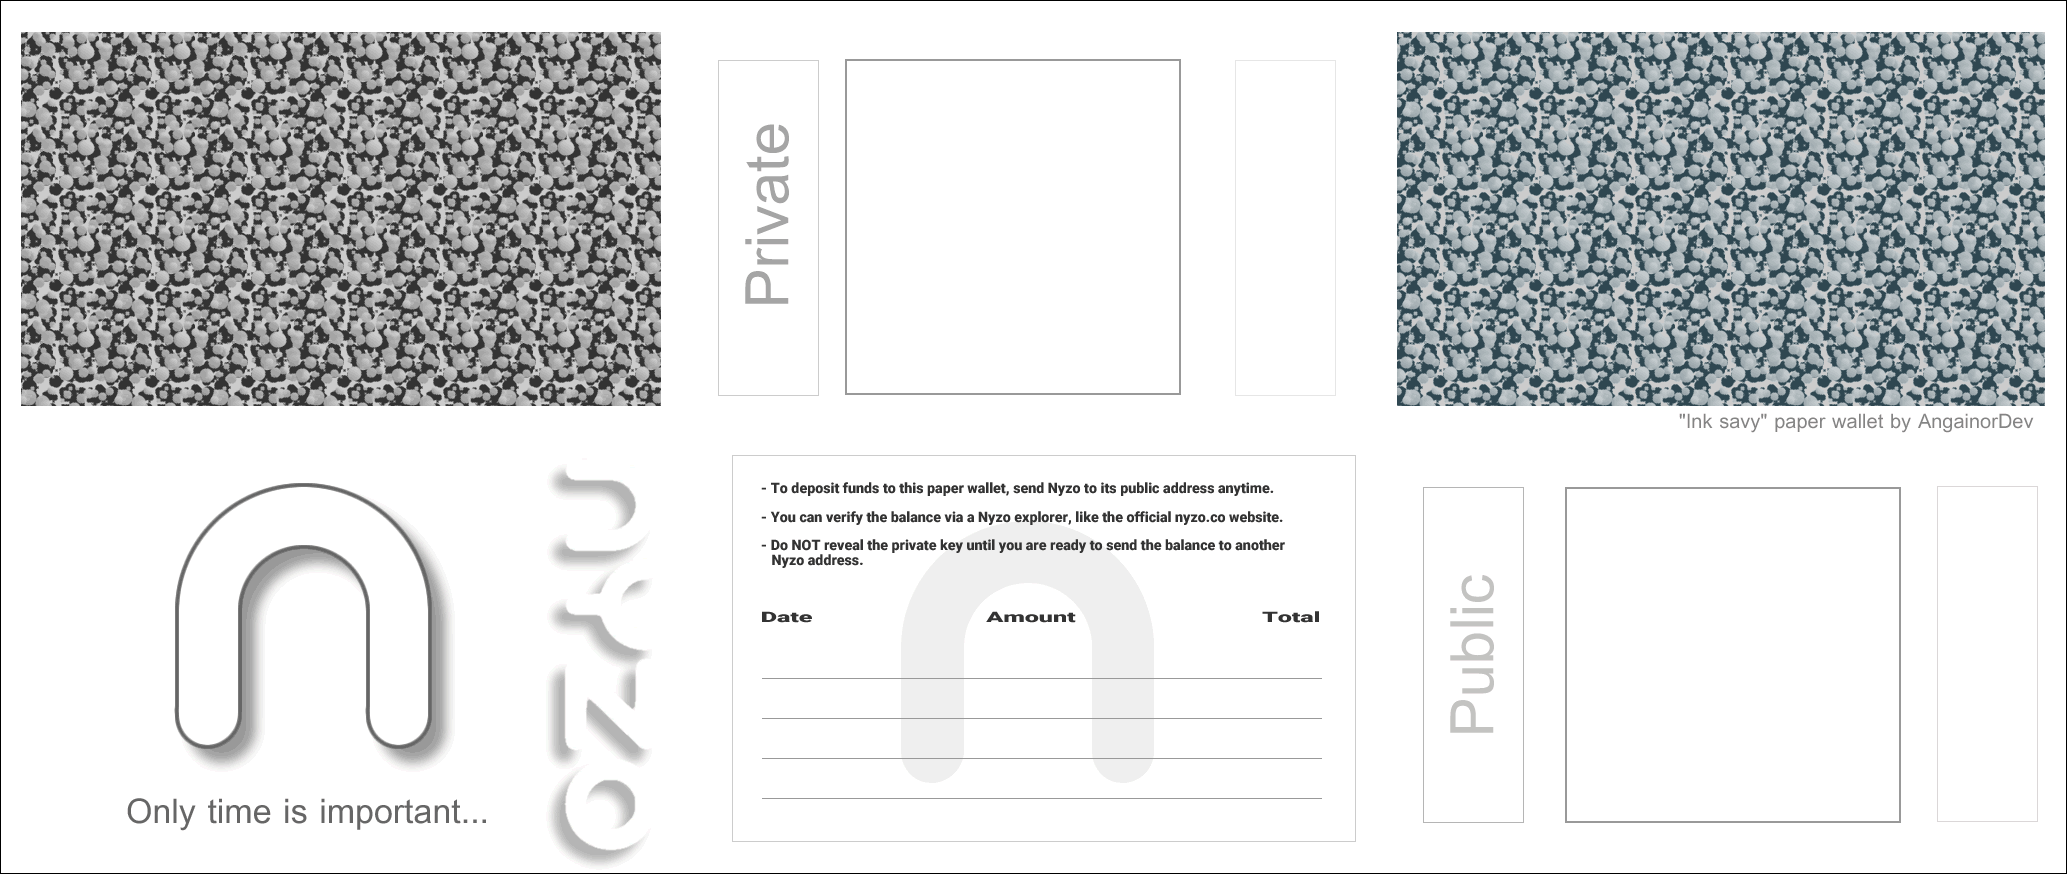 Private
"Ink savy" paper wallet by AngainorDev
nyzo
Only time is important...
- To deposit funds to this paper wallet, send Nyzo to its public address anytime.
- You can verify the balance via a Nyzo explorer, like the official nyzo.co website.
- Do NOT reveal the private key until you are ready to send the balance to another
Nyzo address.
Date Amount Total
Public